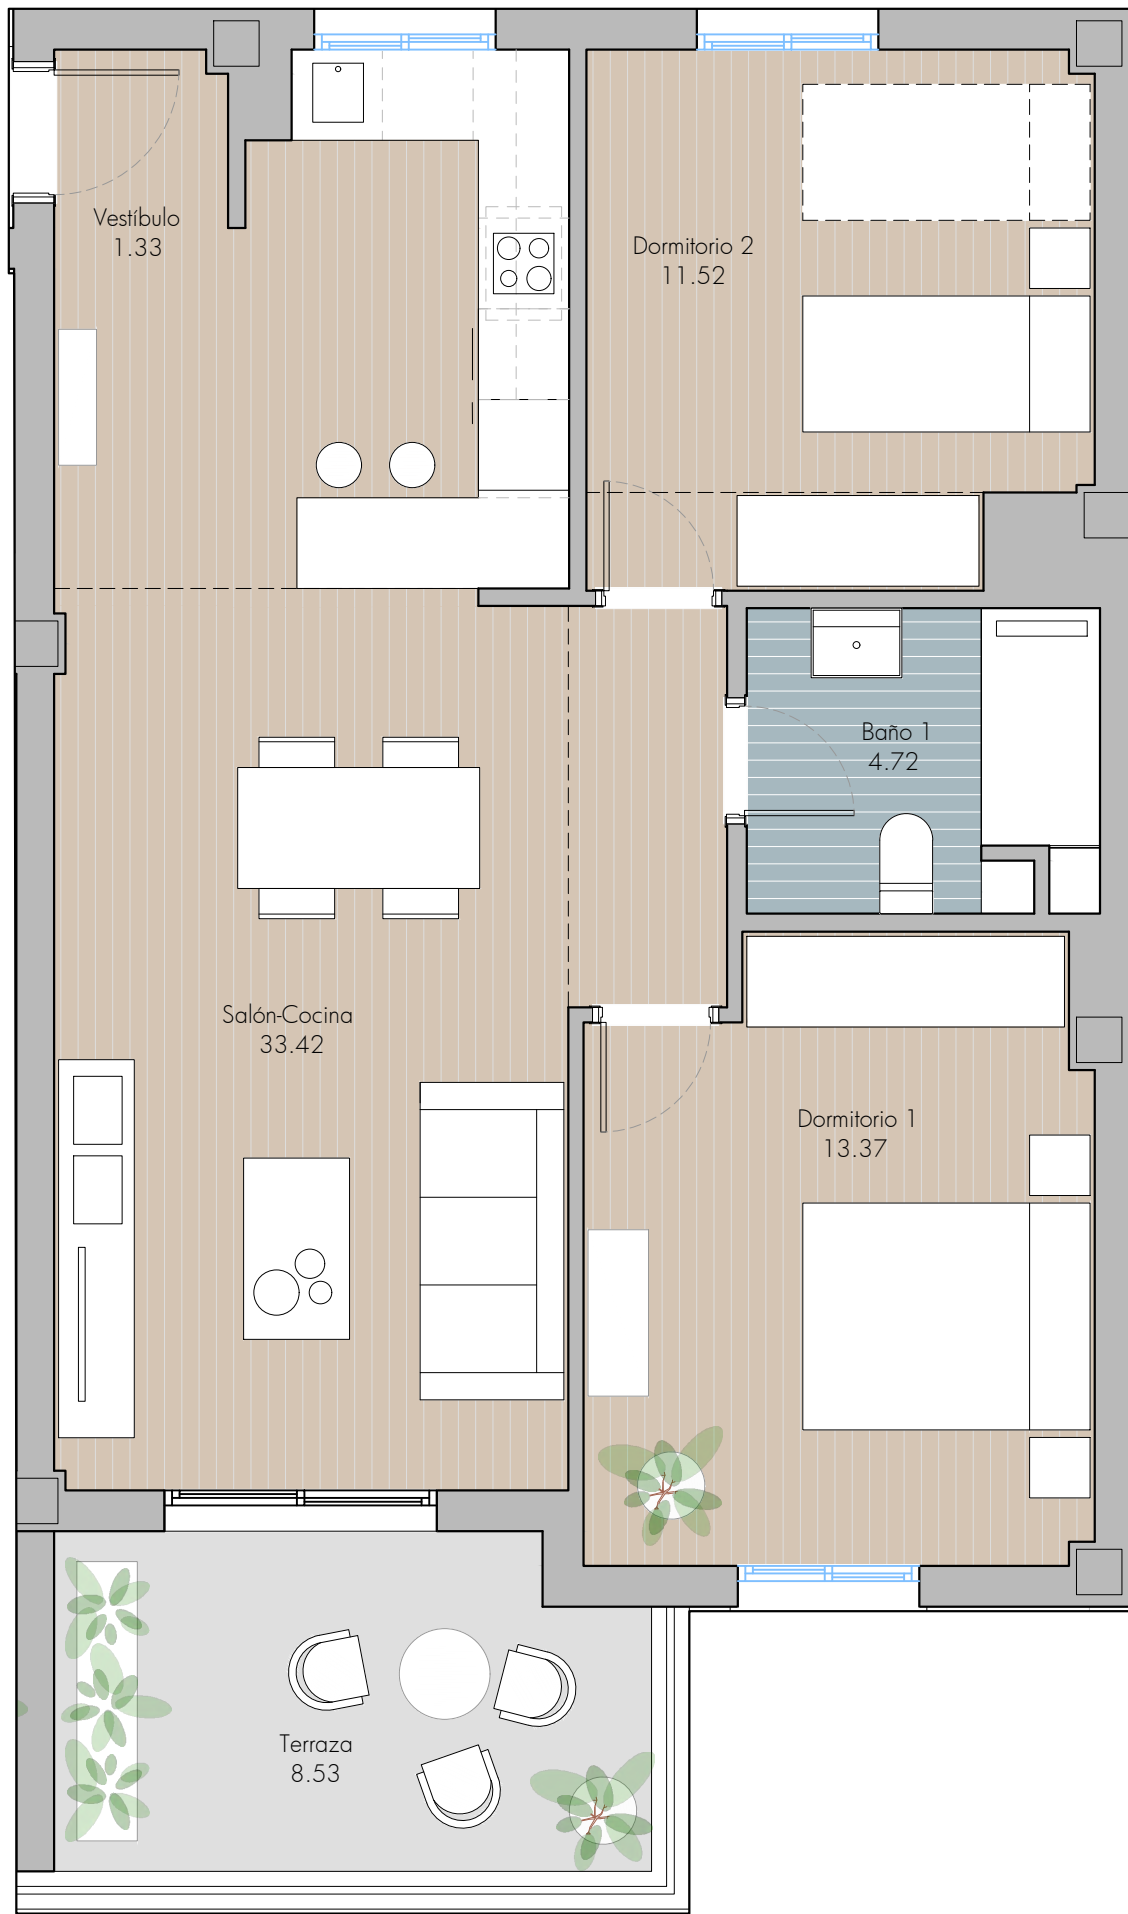 Vestíbulo
1.33
Dormitorio 2
11.52
Baño 1
4.72
Salón-Cocina
33.42
Dormitorio 1
13.37
Terraza
8.53